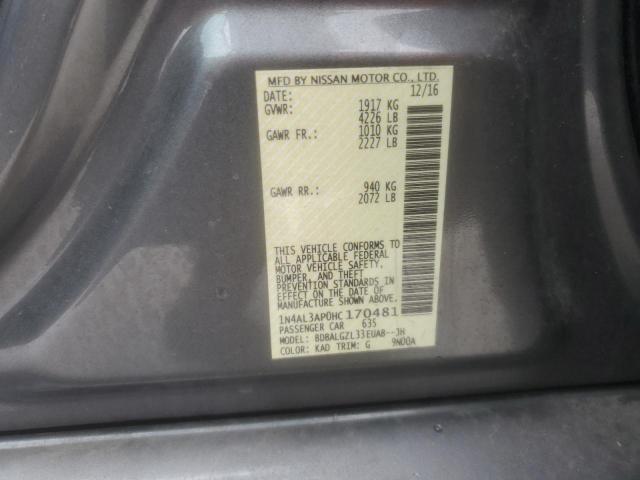 MFD BY NISSAN MOTOR CO., LTD.
DATE: 12/16
GVWR: 1917 KG
4226 LB
GAWR FR.: 1010 KG
2227 LB
GAWR RR.: 940 KG
2072 LB
THIS VEHICLE CONFORMS TO
ALL APPLICABLE FEDERAL
MOTOR VEHICLE SAFETY,
BUMPER, AND THEFT
PREVENTION STANDARDS IN
EFFECT ON THE DATE OF
MANUFACTURE SHOWN ABOVE.
1N4AL3AP0HC170481
PASSENGER CAR 635
MODEL: BDBALGZL33EUAB--JH
COLOR: KAD TRIM: G 9N00A